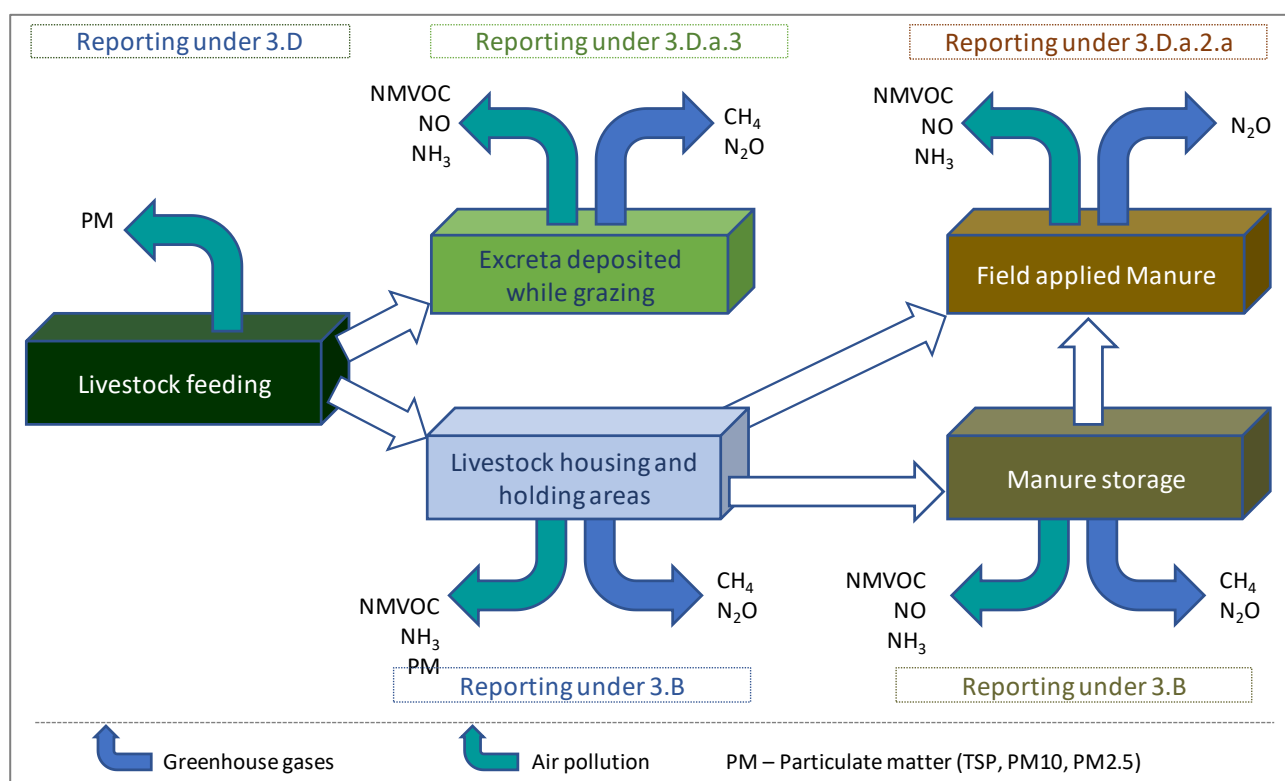 Reporting under 3.D
Reporting under 3.D.a.3
Reporting under 3.D.a.2.a
NMVOC
NO
NH₃
CH₄
N₂O
NMVOC
NO
NH₃
N₂O
PM
Excreta deposited
while grazing
Field applied Manure
Livestock feeding
Livestock housing and
holding areas
Manure storage
NMVOC
NH₃
PM
CH₄
N₂O
NMVOC
NO
NH₃
CH₄
N₂O
Reporting under 3.B
Reporting under 3.B
Greenhouse gases
Air pollution
PM – Particulate matter (TSP, PM10, PM2.5)